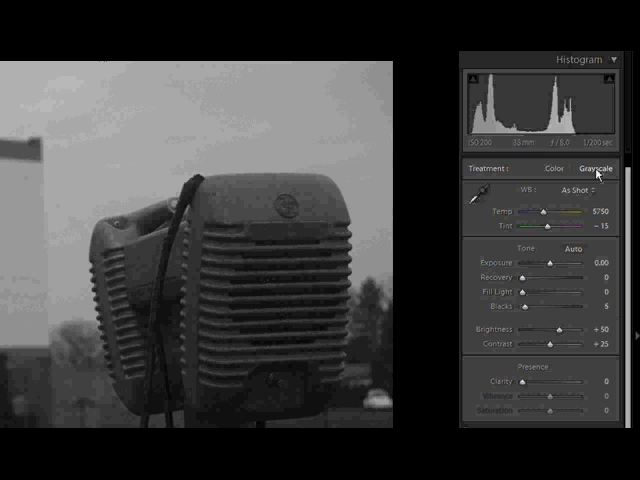 Histogram
ISO 200 38 mm ƒ / 8.0 1/200 sec
Treatment : Color Grayscale
WB : As Shot
Temp 5750
Tint - 15
Tone Auto
Exposure 0.00
Recovery 0
Fill Light 0
Blacks 5
Brightness + 50
Contrast + 25
Presence
Clarity 0
Vibrance 0
Saturation 0